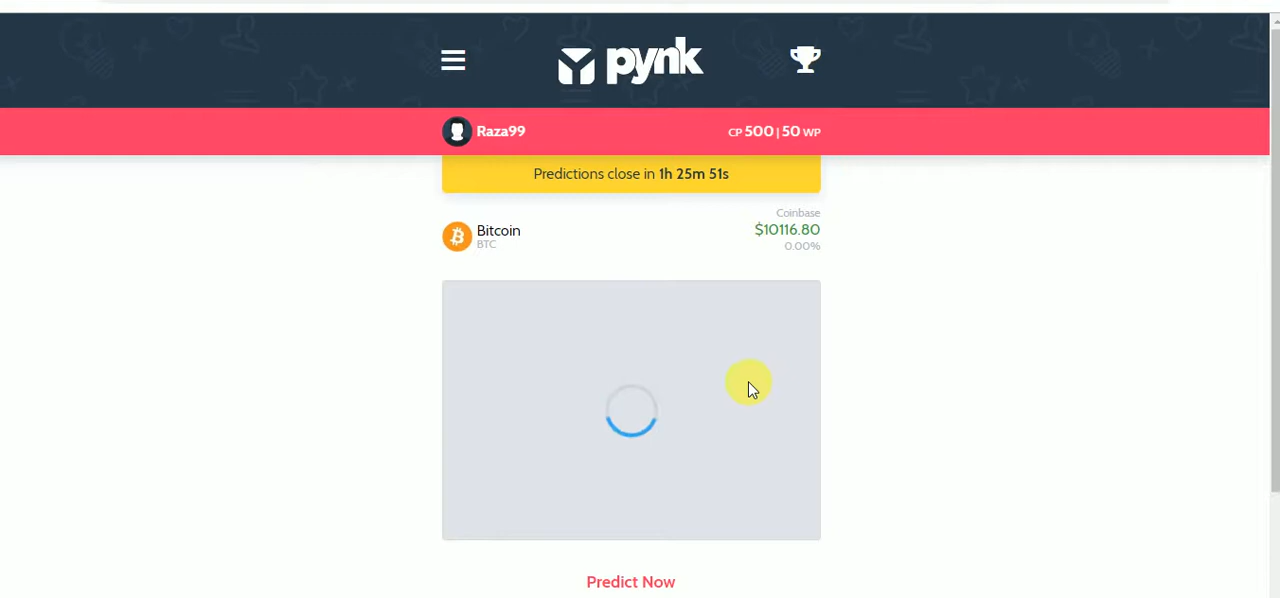 pynk
Raza99 CP 500 | 50 WP
Predictions close in 1h 25m 51s
Coinbase
Bitcoin $10116.80
BTC 0.00%
Predict Now